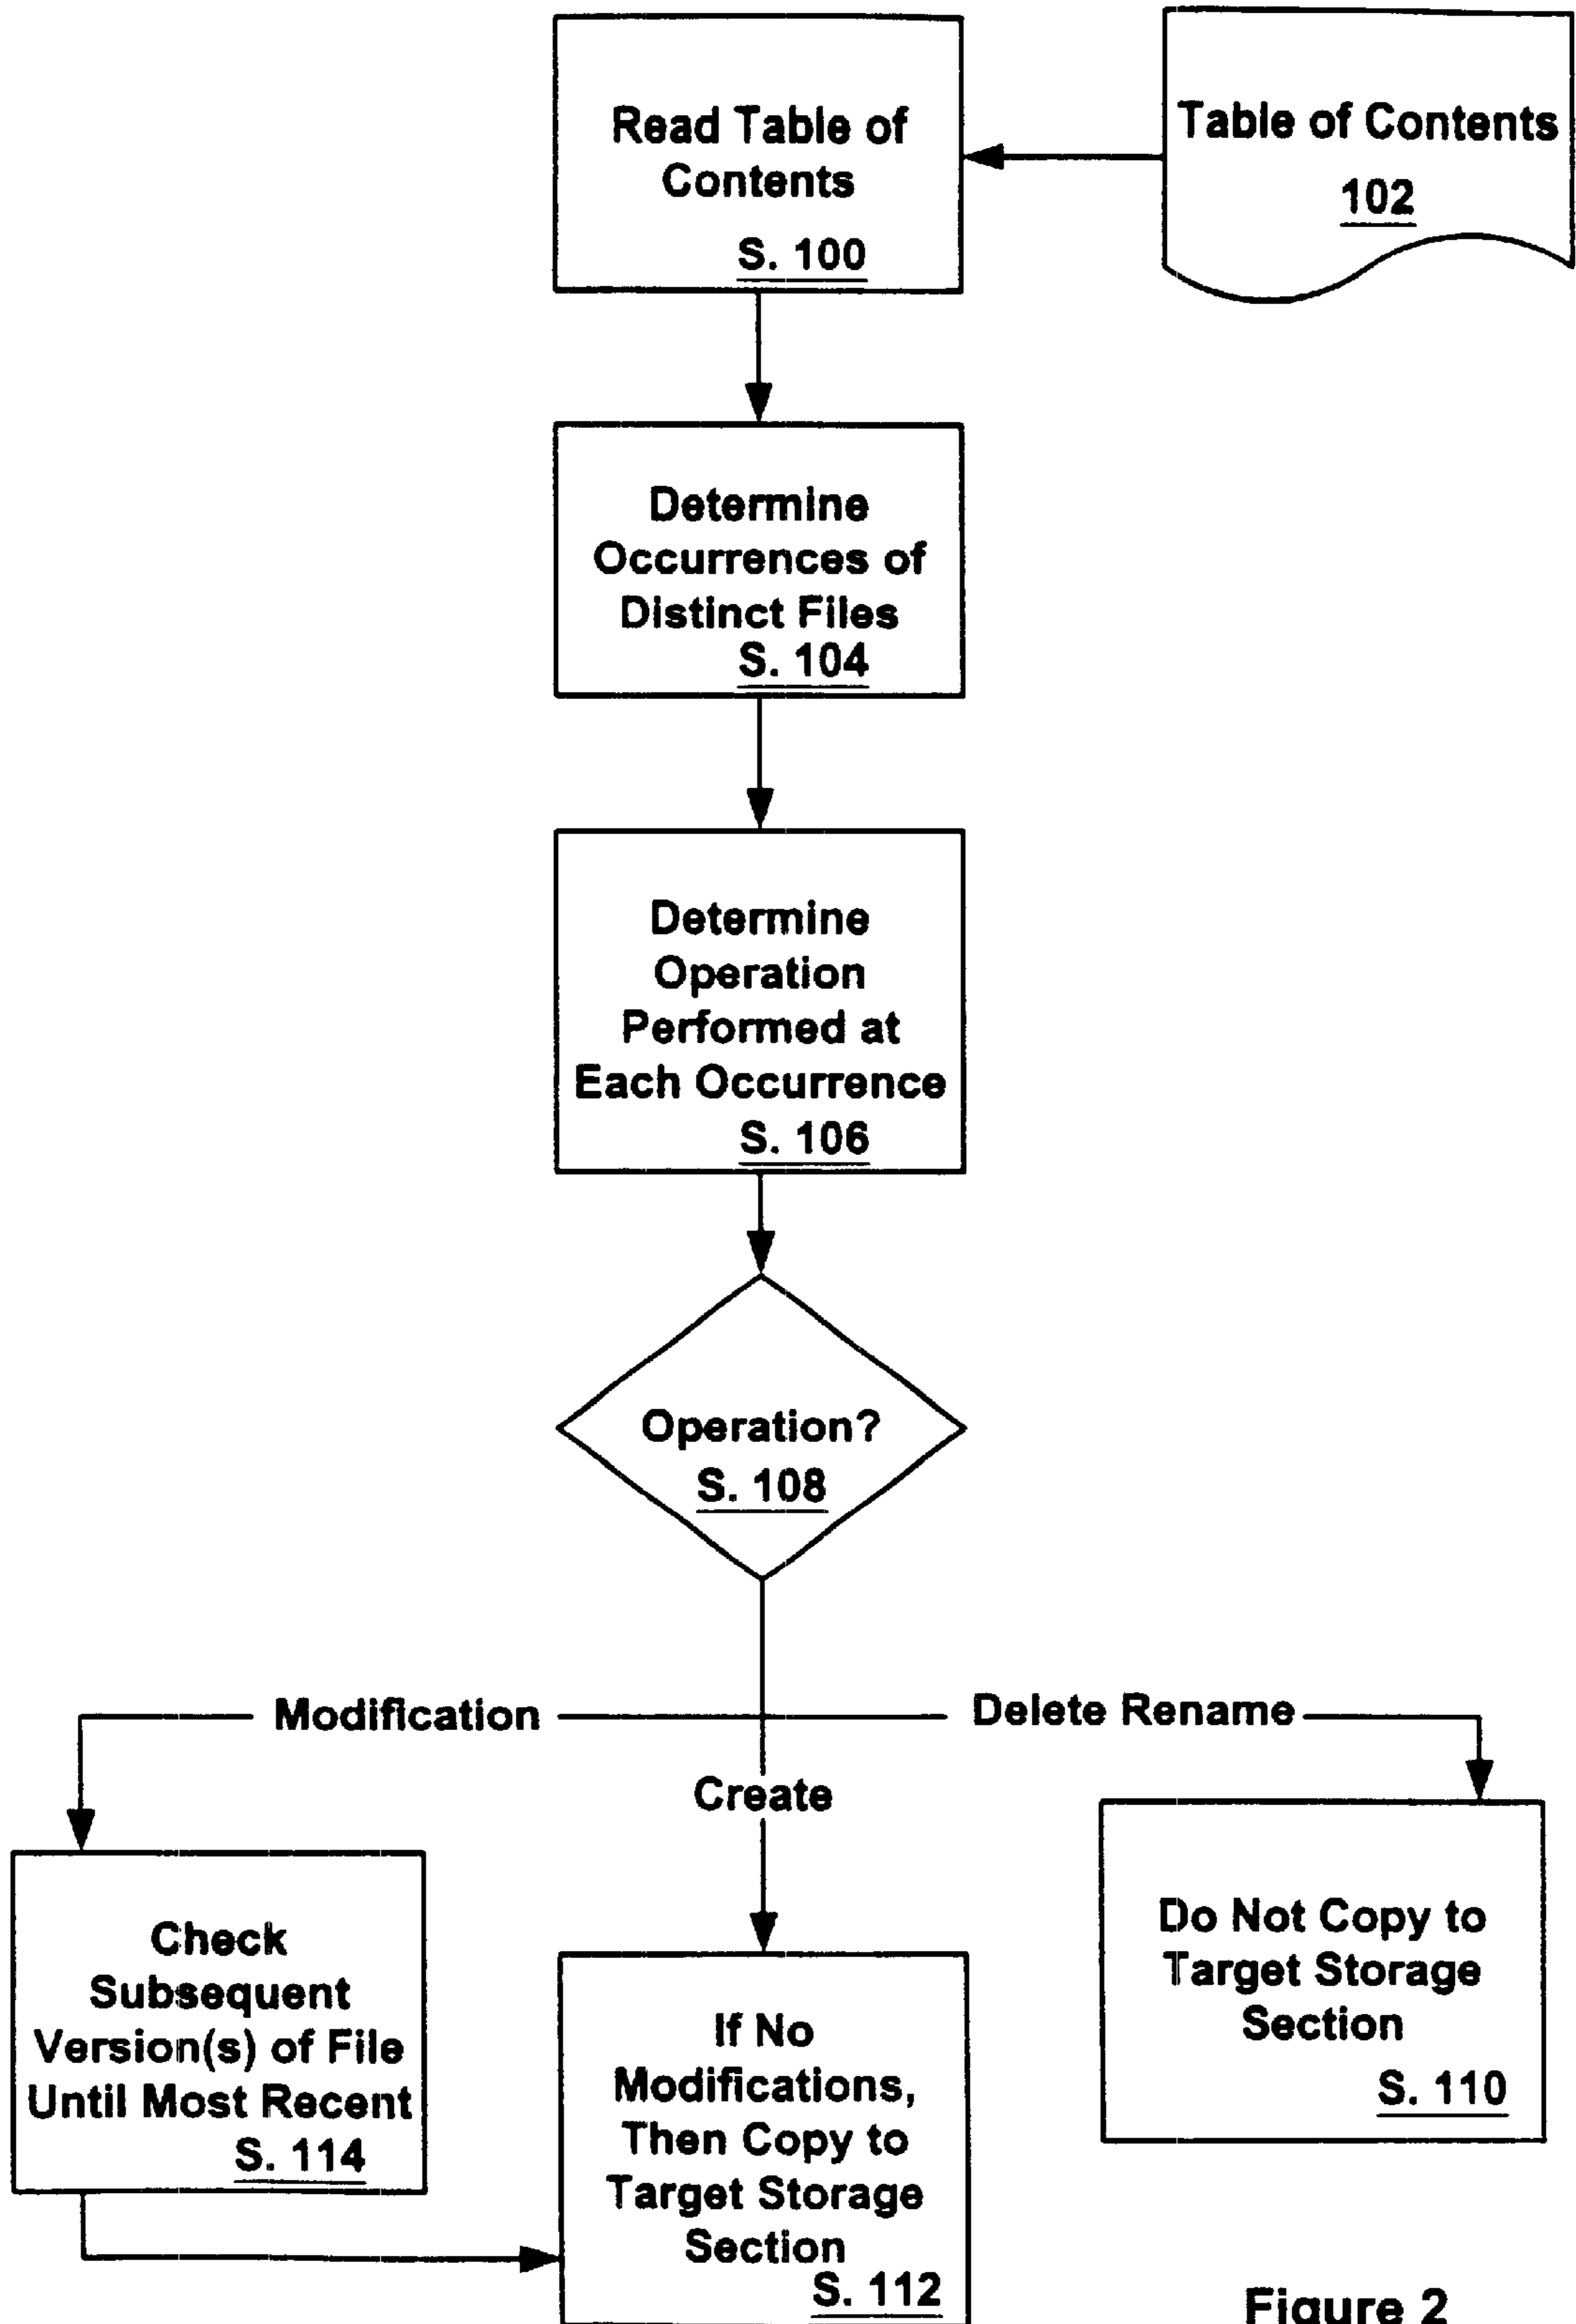 Read Table of
Contents
S. 100
Table of Contents
102
Determine
Occurrences of
Distinct Files
S. 104
Determine
Operation
Performed at
Each Occurrence
S. 106
Operation?
S. 108
Modification
Delete Rename
Create
Check
Subsequent
Version(s) of File
Until Most Recent
S. 114
If No
Modifications,
Then Copy to
Target Storage
Section
S. 112
Do Not Copy to
Target Storage
Section
S. 110
Figure 2